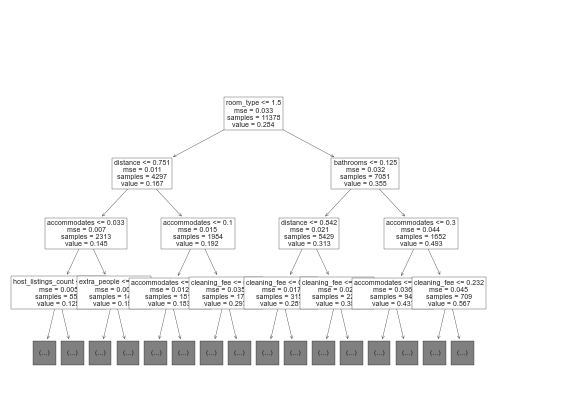 room_type <= 1.5
mse = 0.033
samples = 11378
value = 0.284
distance <= 0.751
mse = 0.011
samples = 4297
value = 0.167
bathrooms <= 0.125
mse = 0.032
samples = 7051
value = 0.355
accommodates <= 0.033
mse = 0.007
samples = 2313
value = 0.145
accommodates <= 0.1
mse = 0.015
samples = 1984
value = 0.192
distance <= 0.542
mse = 0.021
samples = 5429
value = 0.313
accommodates <= 0.3
mse = 0.044
samples = 1652
value = 0.493
host_listings_count
mse = 0.005
samples = 55
value = 0.12
extra_people <=
mse = 0.00
samples = 14
value = 0.1
accommodates <=
mse = 0.012
samples = 181
value = 0.18
cleaning_fee <=
mse = 0.035
samples = 17
value = 0.29
accommodates <=
mse = 0.017
samples = 31
value = 0.28
cleaning_fee <=
mse = 0.02
samples = 22
value = 0.3
accommodates <=
mse = 0.036
samples = 94
value = 0.43
cleaning_fee <= 0.232
mse = 0.045
samples = 709
value = 0.567
(...) (...) (...) (...) (...) (...) (...) (...) (...) (...) (...) (...) (...) (...) (...) (...)